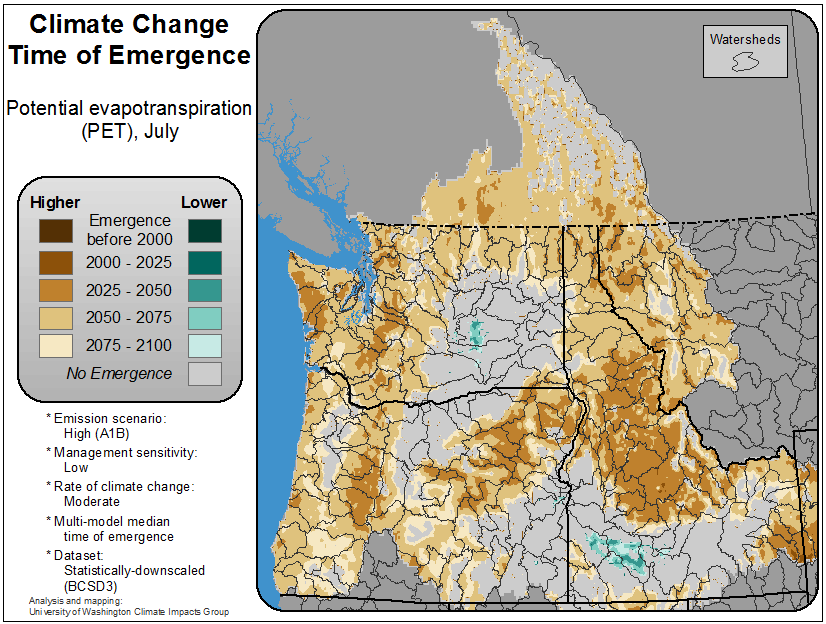 Climate Change
Time of Emergence
Potential evapotranspiration
(PET), July
Higher
Lower
Emergence
before 2000
2000 - 2025
2025 - 2050
2050 - 2075
2075 - 2100
No Emergence
* Emission scenario:
High (A1B)
* Management sensitivity:
Low
* Rate of climate change:
Moderate
* Multi-model median
time of emergence
* Dataset:
Statistically-downscaled
(BCSD3)
Analysis and mapping:
University of Washington Climate Impacts Group
Watersheds